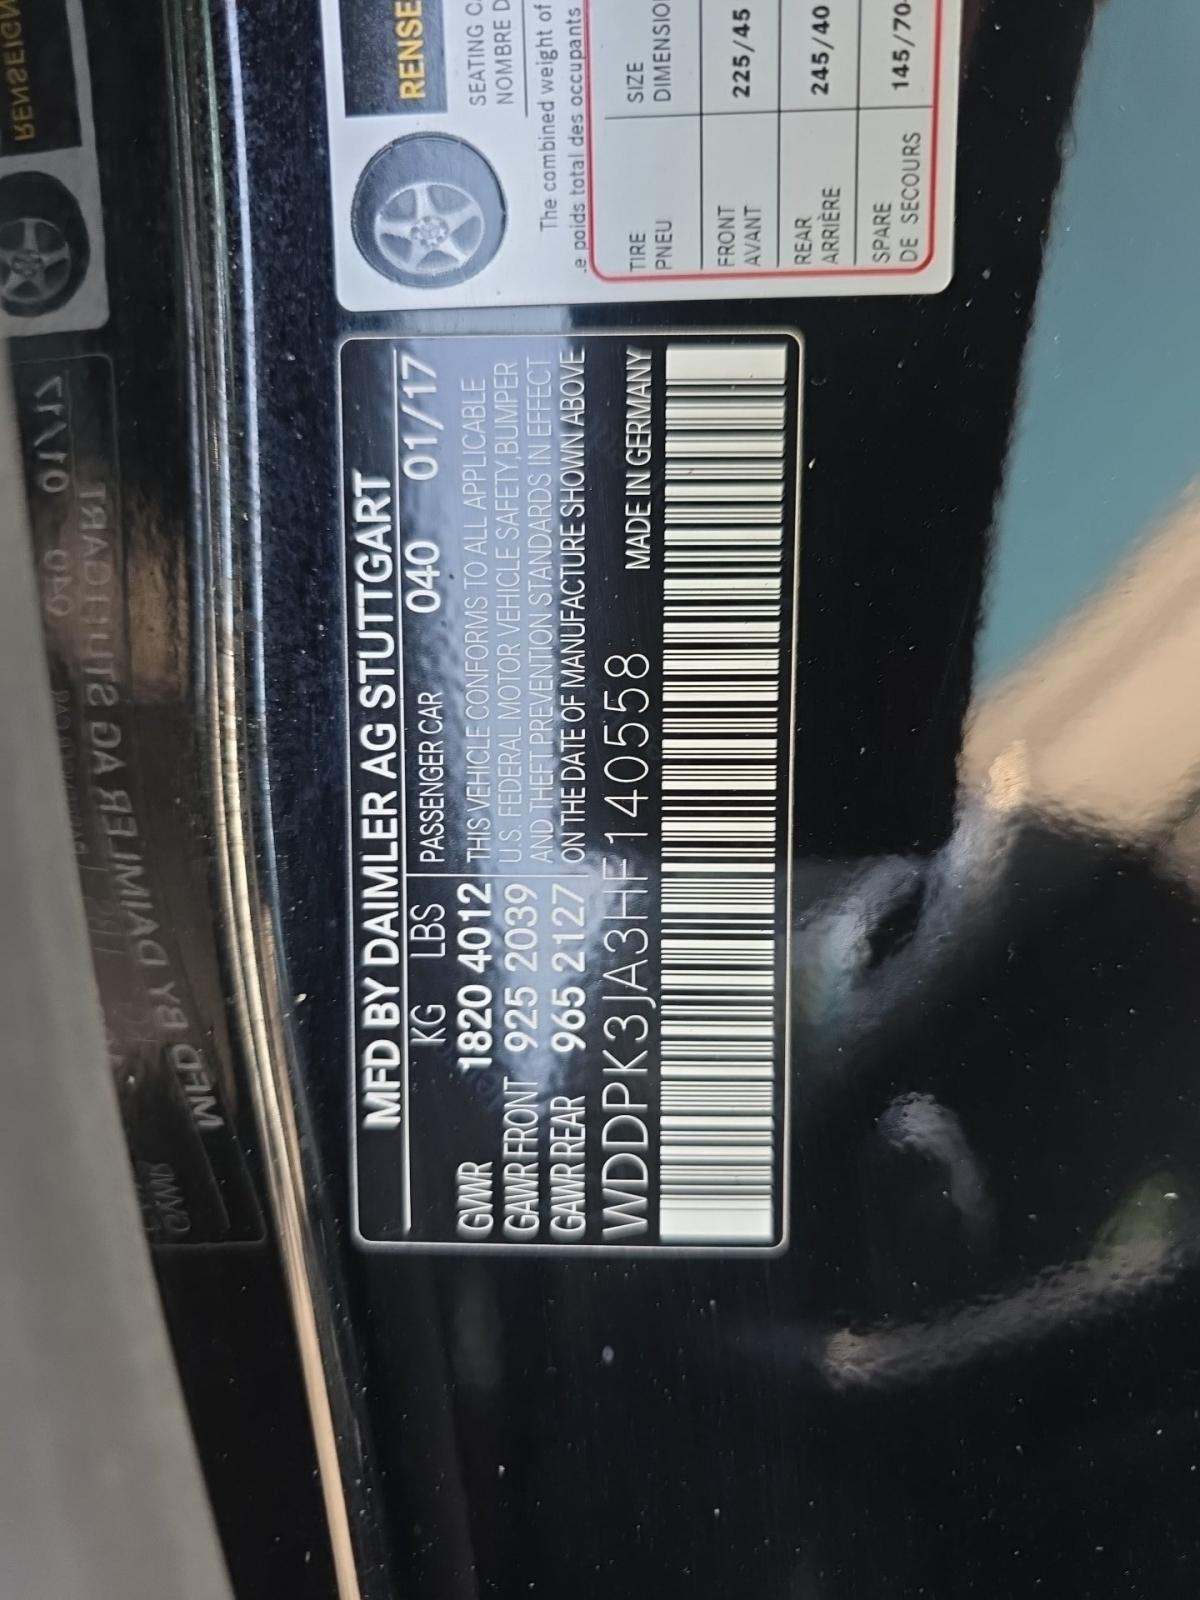 MFD BY DAIMLER AG STUTTGART
KG LBS PASSENGER CAR 040 01/17
GVWR 1820 4012 THIS VEHICLE CONFORMS TO ALL APPLICABLE
GAWR FRONT 925 2039 U.S. FEDERAL MOTOR VEHICLE SAFETY, BUMPER
GAWR REAR 965 2127 AND THEFT PREVENTION STANDARDS IN EFFECT
ON THE DATE OF MANUFACTURE SHOWN ABOVE
WDDPK3JA3HF140558 MADE IN GERMANY
RENSE
SEATING
NOMBRE D
The combined weight of
poids total des occupants
TIRE SIZE
PNEU DIMENSIO
FRONT 225/45
AVANT
REAR 245/40
ARRIÈRE
SPARE 145/70
DE SECOURS